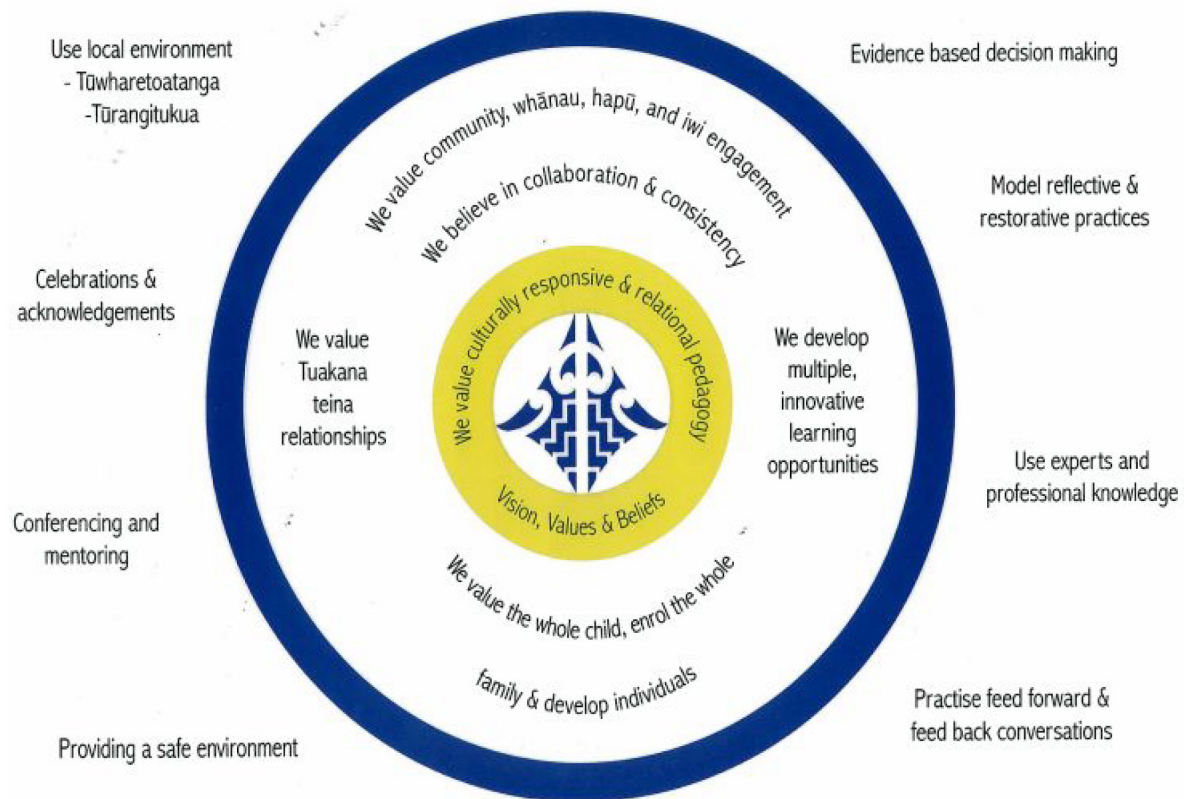 Use local environment
- Tūwharetoatanga
-Tūrangitukua
Evidence based decision making
Model reflective &
restorative practices
Celebrations &
acknowledgements
We value community, whānau, hapū, and iwi engagement
We believe in collaboration & consistency
We value culturally responsive & relational pedagogy
Vision, Values & Beliefs
We value
Tuakana
teina
relationships
We develop
multiple,
innovative
learning
opportunities
We value the whole child, enrol the whole
family & develop individuals
Use experts and
professional knowledge
Conferencing and
mentoring
Practise feed forward &
feed back conversations
Providing a safe environment